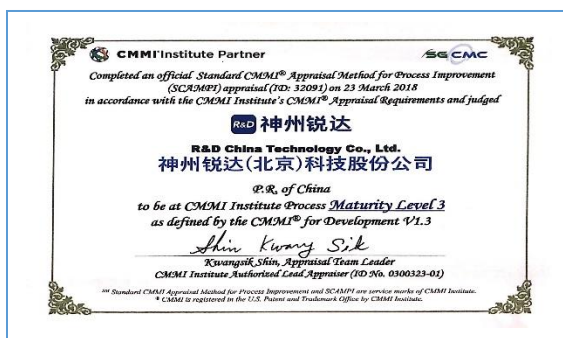 CMMI Institute Partner
SGCMC
Completed an official Standard CMMI® Appraisal Method for Process Improvement
(SCAMPI) appraisal (ID: 32091) on 23 March 2018
in accordance with the CMMI Institute's CMMI® Appraisal Requirements and judged
R&D 神州锐达
R&D China Technology Co., Ltd.
神州锐达(北京)科技股份公司
P.R. of China
to be at CMMI Institute Process Maturity Level 3
as defined by the CMMI® for Development V1.3
Shin Kwang Sik
Kwangsik Shin, Appraisal Team Leader
CMMI Institute Authorized Lead Appraiser (ID No. 0300323-01)
SM Standard CMMI Appraisal Method for Process Improvement and SCAMPI are service marks of CMMI Institute.
® CMMI is registered in the U.S. Patent and Trademark Office by CMMI Institute.